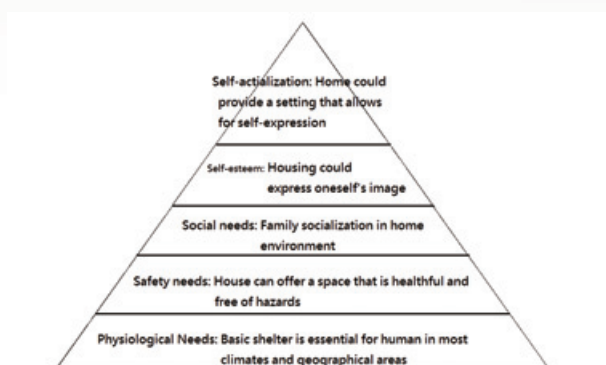 Self-actialization: Home could
provide a setting that allows
for self-expression
Self-esteem: Housing could
express oneself's image
Social needs: Family socialization in home
environment
Safety needs: House can offer a space that is healthful and
free of hazards
Physiological Needs: Basic shelter is essential for human in most
climates and geographical areas